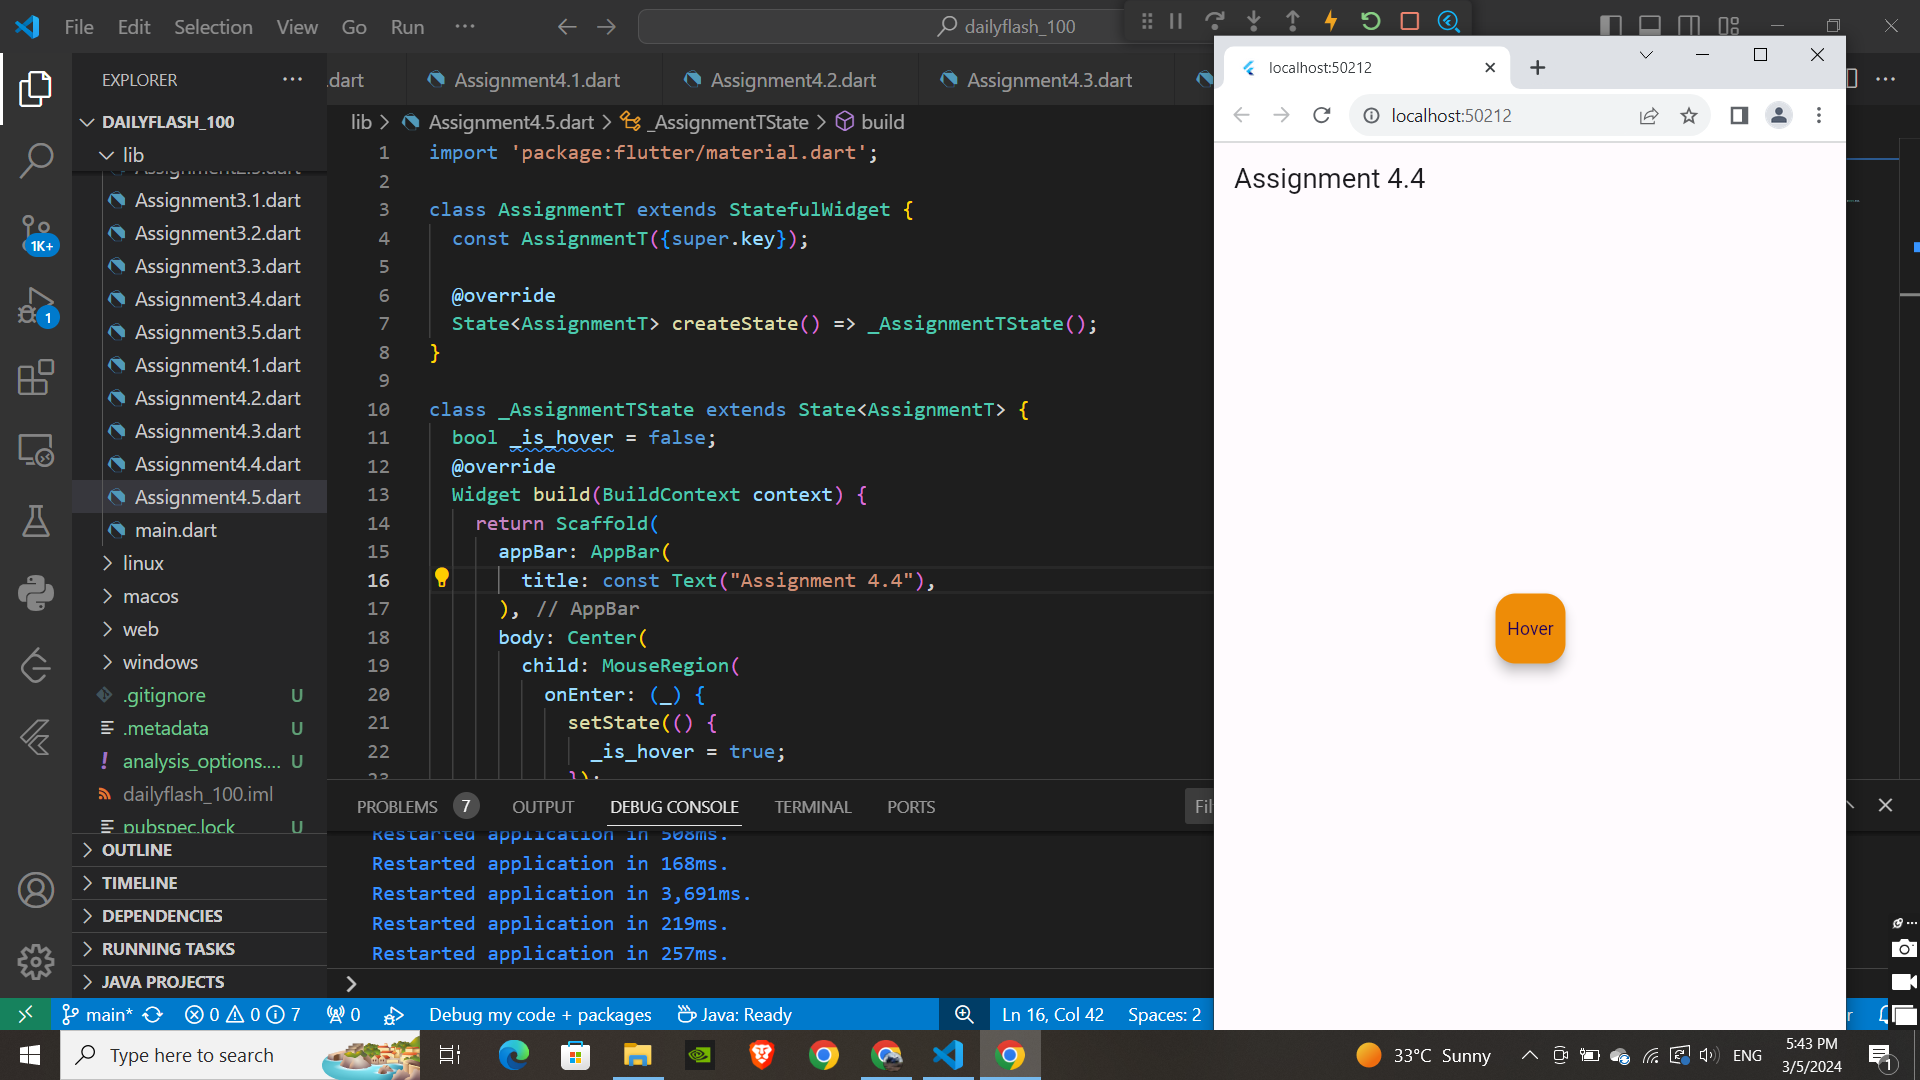 File Edit Selection View Go Run ...
dailyflash_100
EXPLORER
DAILYFLASH_100
lib
Assignment3.1.dart
Assignment3.2.dart
Assignment3.3.dart
Assignment3.4.dart
Assignment3.5.dart
Assignment4.1.dart
Assignment4.2.dart
Assignment4.3.dart
Assignment4.4.dart
Assignment4.5.dart
main.dart
linux
macos
web
windows
.gitignore U
.metadata U
analysis_options.... U
dailyflash_100.iml
pubspec.lock U
OUTLINE
TIMELINE
DEPENDENCIES
RUNNING TASKS
JAVA PROJECTS
1K+
1
.dart Assignment4.1.dart Assignment4.2.dart Assignment4.3.dart
lib > Assignment4.5.dart > _AssignmentTState > build
1 import 'package:flutter/material.dart';
2
3 class AssignmentT extends StatefulWidget {
4 const AssignmentT({super.key});
5
6 @override
7 State<AssignmentT> createState() => _AssignmentTState();
8 }
9
10 class _AssignmentTState extends State<AssignmentT> {
11 bool _is_hover = false;
12 @override
13 Widget build(BuildContext context) {
14 return Scaffold(
15 appBar: AppBar(
16 title: const Text("Assignment 4.4"),
17 ), // AppBar
18 body: Center(
19 child: MouseRegion(
20 onEnter: (_) {
21 setState(() {
22 _is_hover = true;
23 });
PROBLEMS 7 OUTPUT DEBUG CONSOLE TERMINAL PORTS Fil
Restarted application in 508ms.
Restarted application in 168ms.
Restarted application in 3,691ms.
Restarted application in 219ms.
Restarted application in 257ms.
>
main* 0 0 7 0 Debug my code + packages Java: Ready Ln 16, Col 42 Spaces: 2
localhost:50212
localhost:50212
Assignment 4.4
Hover
Type here to search
33°C Sunny
ENG
5:43 PM
3/5/2024
1